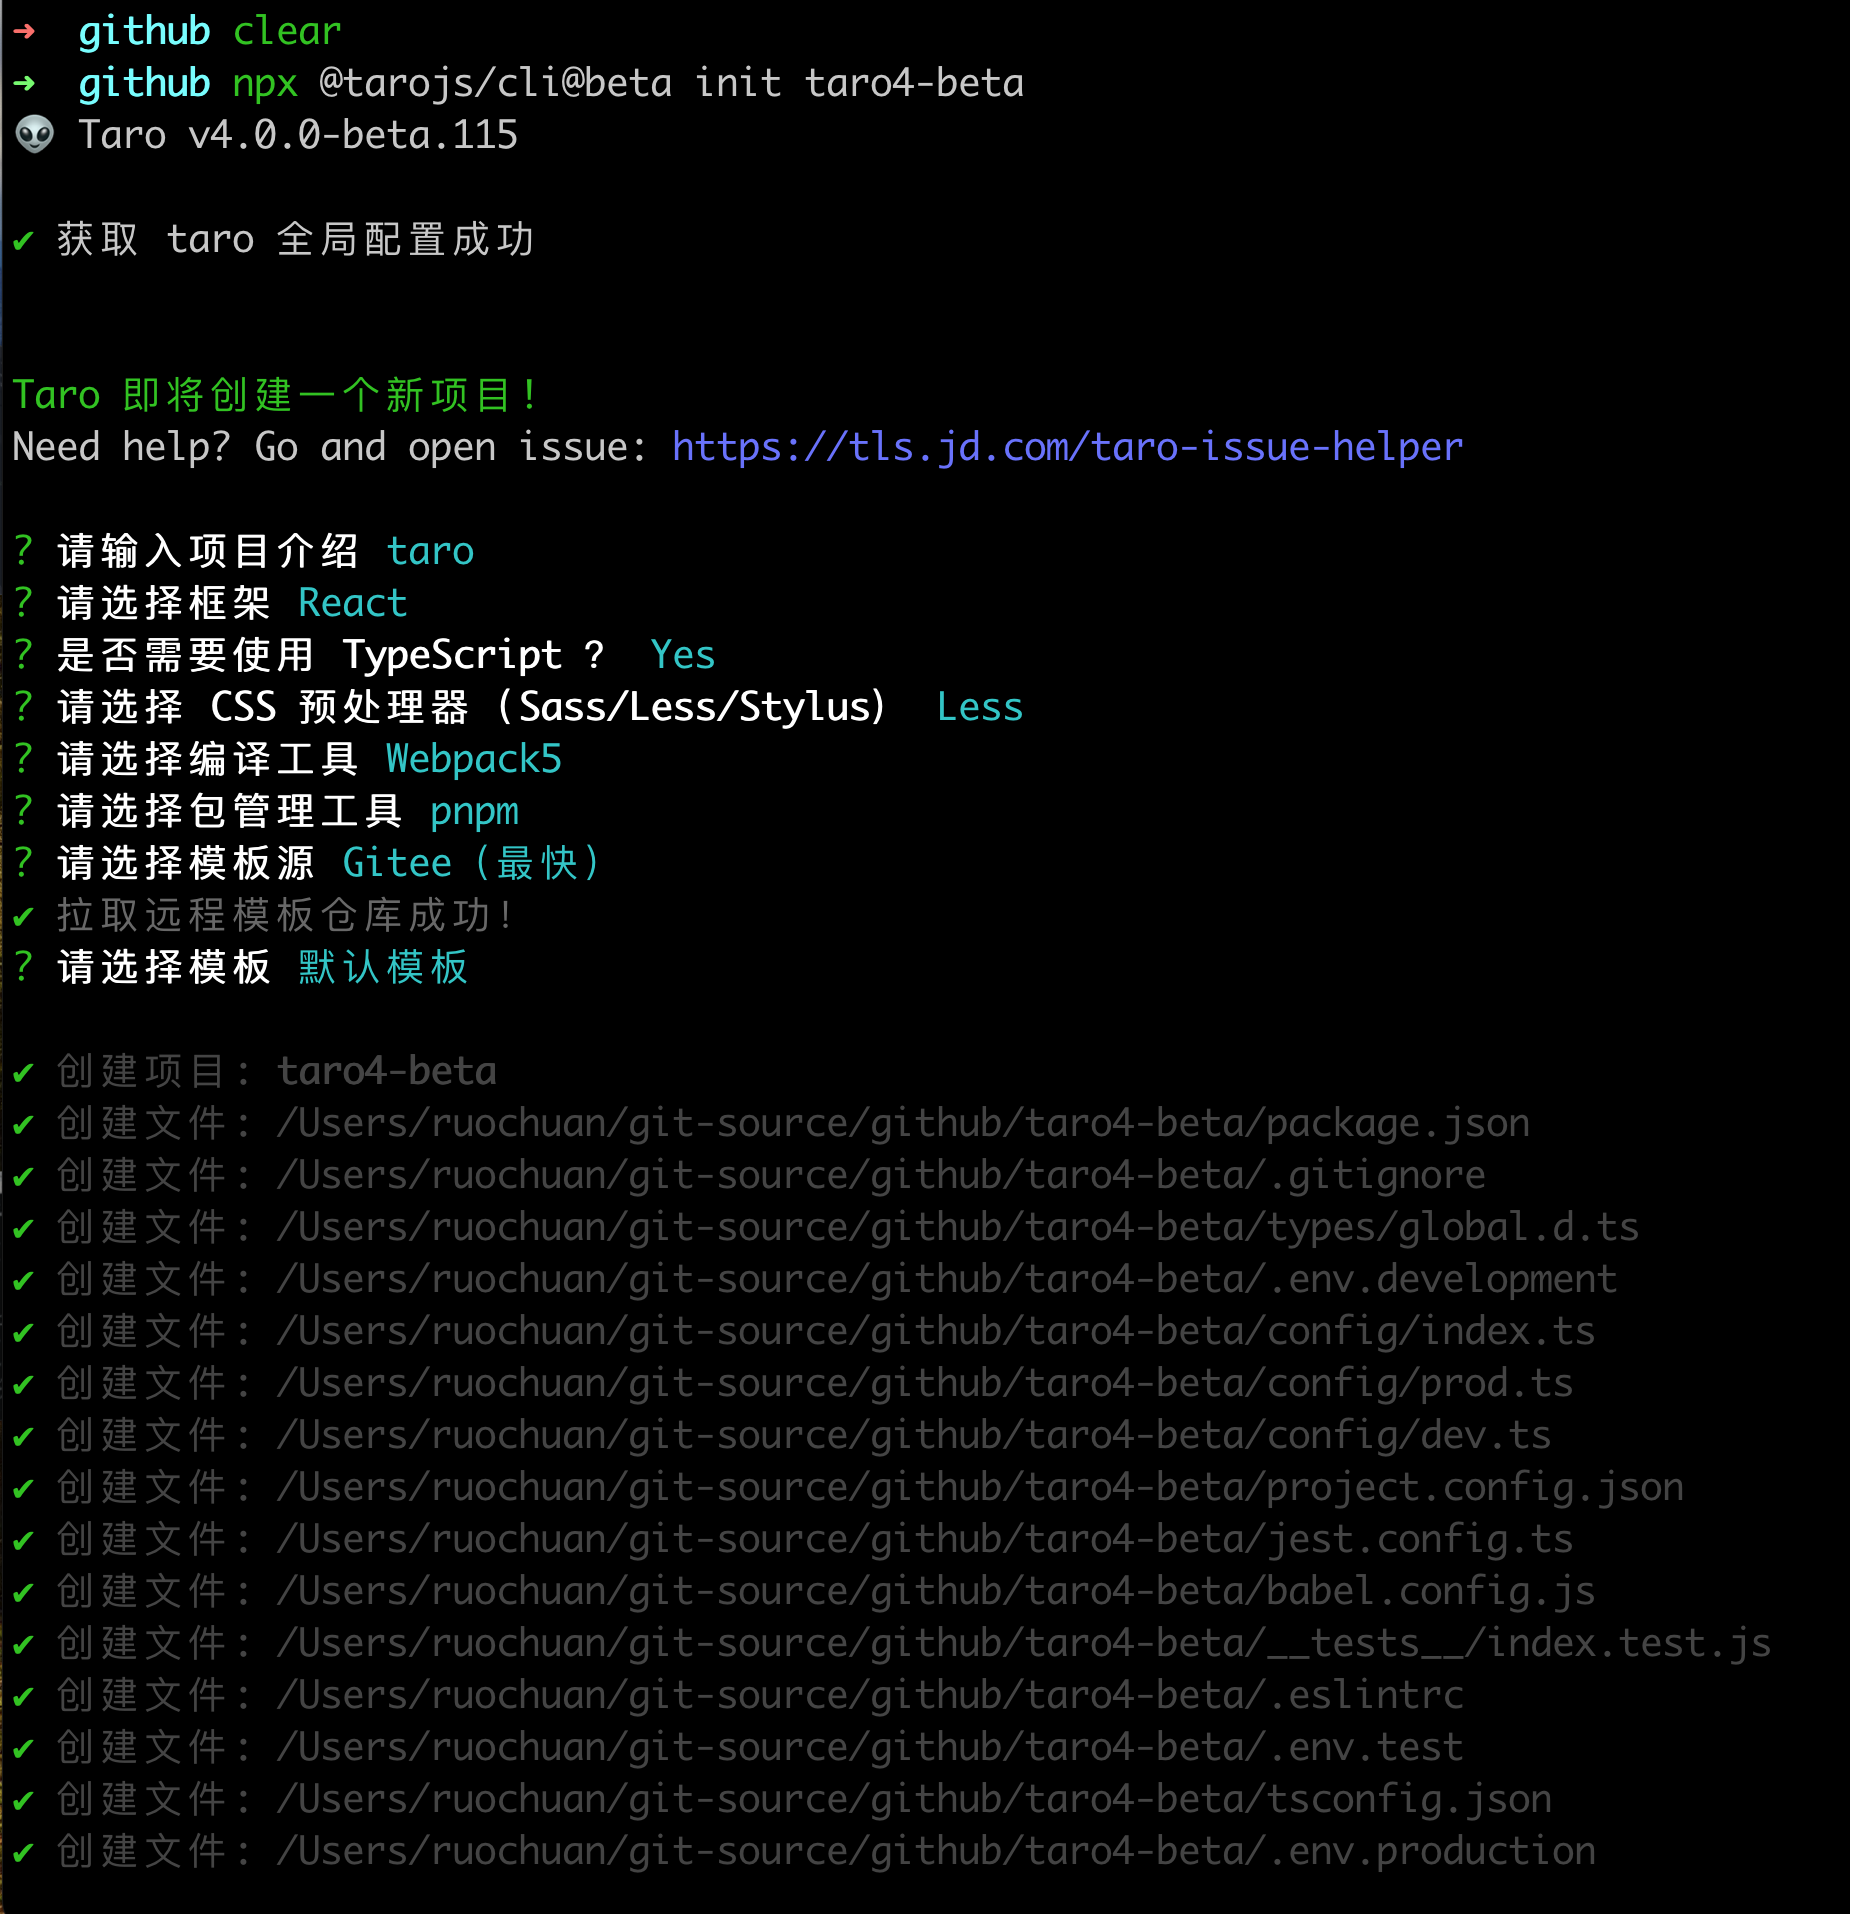 ➜  github clear
➜  github npx @tarojs/cli@beta init taro4-beta
👽 Taro v4.0.0-beta.115
✔ 获取 taro 全局配置成功
Taro 即将创建一个新项目!
Need help? Go and open issue: https://tls.jd.com/taro-issue-helper
? 请输入项目介绍 taro
? 请选择框架 React
? 是否需要使用 TypeScript ？ Yes
? 请选择 CSS 预处理器（Sass/Less/Stylus） Less
? 请选择编译工具 Webpack5
? 请选择包管理工具 pnpm
? 请选择模板源 Gitee（最快）
✔ 拉取远程模板仓库成功！
? 请选择模板 默认模板
✔ 创建项目: taro4-beta
✔ 创建文件: /Users/ruochuan/git-source/github/taro4-beta/package.json
✔ 创建文件: /Users/ruochuan/git-source/github/taro4-beta/.gitignore
✔ 创建文件: /Users/ruochuan/git-source/github/taro4-beta/types/global.d.ts
✔ 创建文件: /Users/ruochuan/git-source/github/taro4-beta/.env.development
✔ 创建文件: /Users/ruochuan/git-source/github/taro4-beta/config/index.ts
✔ 创建文件: /Users/ruochuan/git-source/github/taro4-beta/config/prod.ts
✔ 创建文件: /Users/ruochuan/git-source/github/taro4-beta/config/dev.ts
✔ 创建文件: /Users/ruochuan/git-source/github/taro4-beta/project.config.json
✔ 创建文件: /Users/ruochuan/git-source/github/taro4-beta/jest.config.ts
✔ 创建文件: /Users/ruochuan/git-source/github/taro4-beta/babel.config.js
✔ 创建文件: /Users/ruochuan/git-source/github/taro4-beta/__tests__/index.test.js
✔ 创建文件: /Users/ruochuan/git-source/github/taro4-beta/.eslintrc
✔ 创建文件: /Users/ruochuan/git-source/github/taro4-beta/.env.test
✔ 创建文件: /Users/ruochuan/git-source/github/taro4-beta/tsconfig.json
✔ 创建文件: /Users/ruochuan/git-source/github/taro4-beta/.env.production